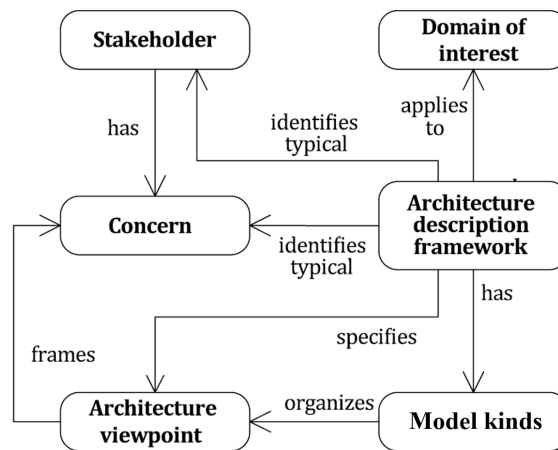 Stakeholder
Domain of
interest
has
identifies
typical
applies
to
Concern
identifies
typical
Architecture
description
framework
has
specifies
frames
Architecture
viewpoint
organizes
Model kinds